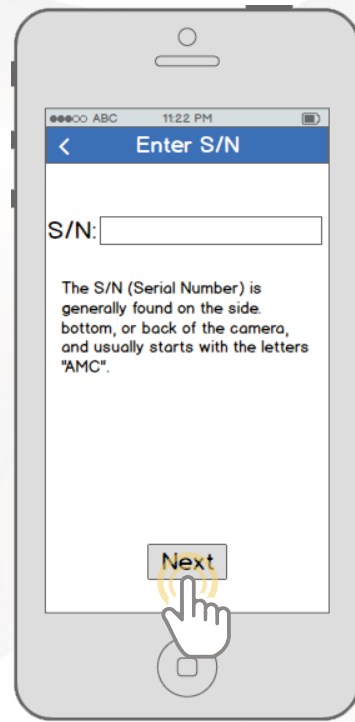 ABC 11:22 PM
< Enter S/N
S/N:
The S/N (Serial Number) is
generally found on the side.
bottom, or back of the camera,
and usually starts with the letters
"AMC".
Next